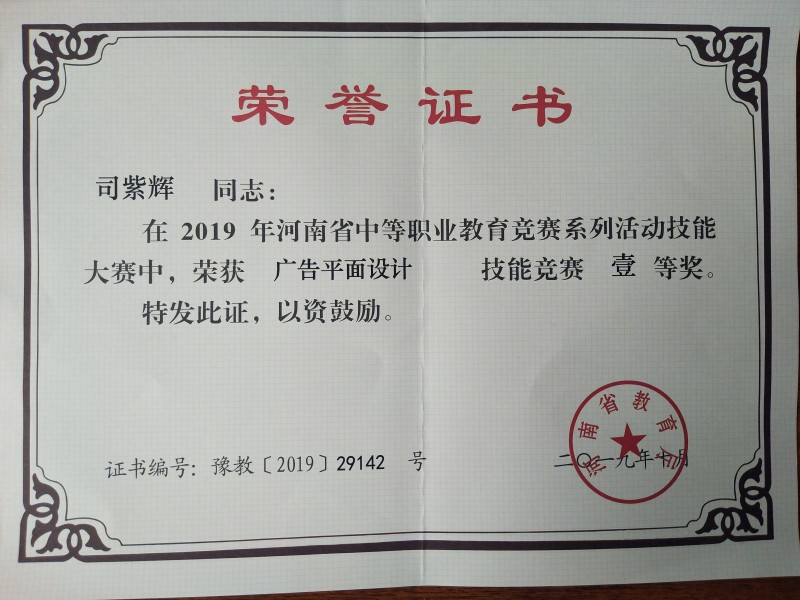 荣誉证书
司紫辉 同志：
在 2019 年河南省中等职业教育竞赛系列活动技能
大赛中，荣获 广告平面设计 技能竞赛 壹 等奖。
特发此证，以资鼓励。
河南省教育厅
证书编号：豫教〔2019〕29142 号
二〇一九年十月